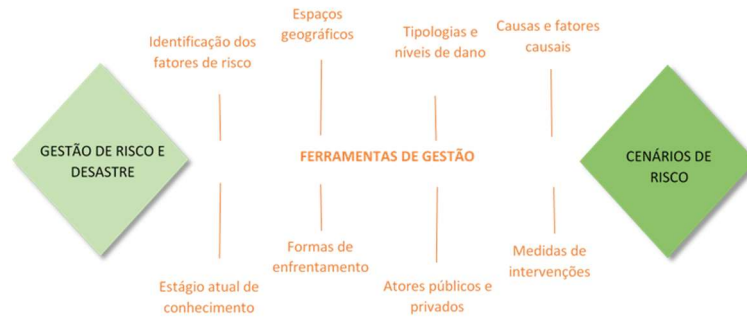 Identificação dos
fatores de risco
Espaços
geográficos
Tipologias e
níveis de dano
Causas e fatores
causais
GESTÃO DE RISCO E
DESASTRE
FERRAMENTAS DE GESTÃO
CENÁRIOS DE
RISCO
Estágio atual de
conhecimento
Formas de
enfrentamento
Atores públicos e
privados
Medidas de
intervenções